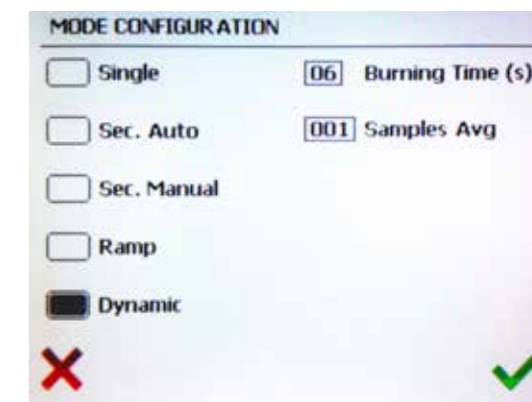 MODE CONFIGURATION
Single
06 Burning Time (s)
Sec. Auto
001 Samples Avg
Sec. Manual
Ramp
Dynamic